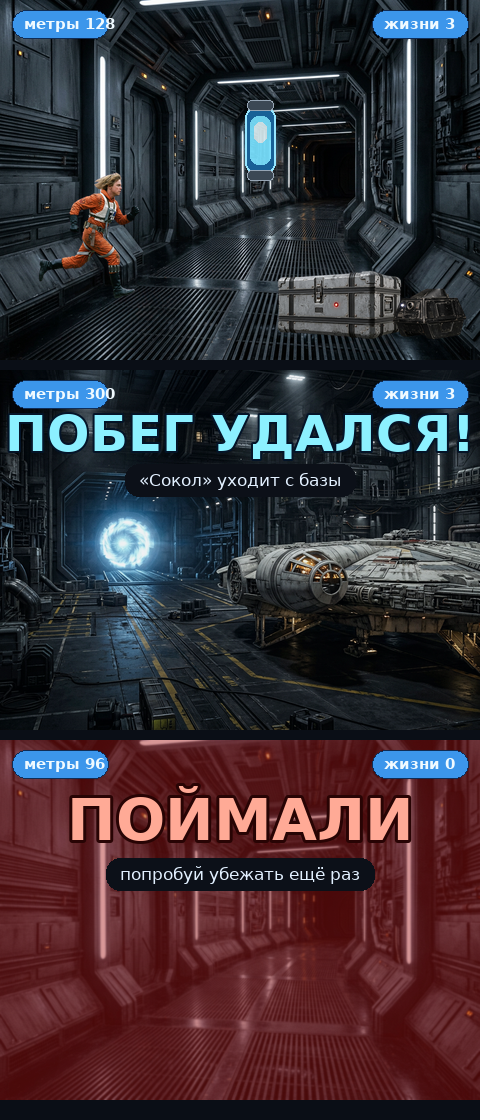 метры 128
жизни 3
метры 300
жизни 3
ПОБЕГ УДАЛСЯ!
«Сокол» уходит с базы
метры 96
жизни 0
ПОЙМАЛИ
попробуй убежать ещё раз